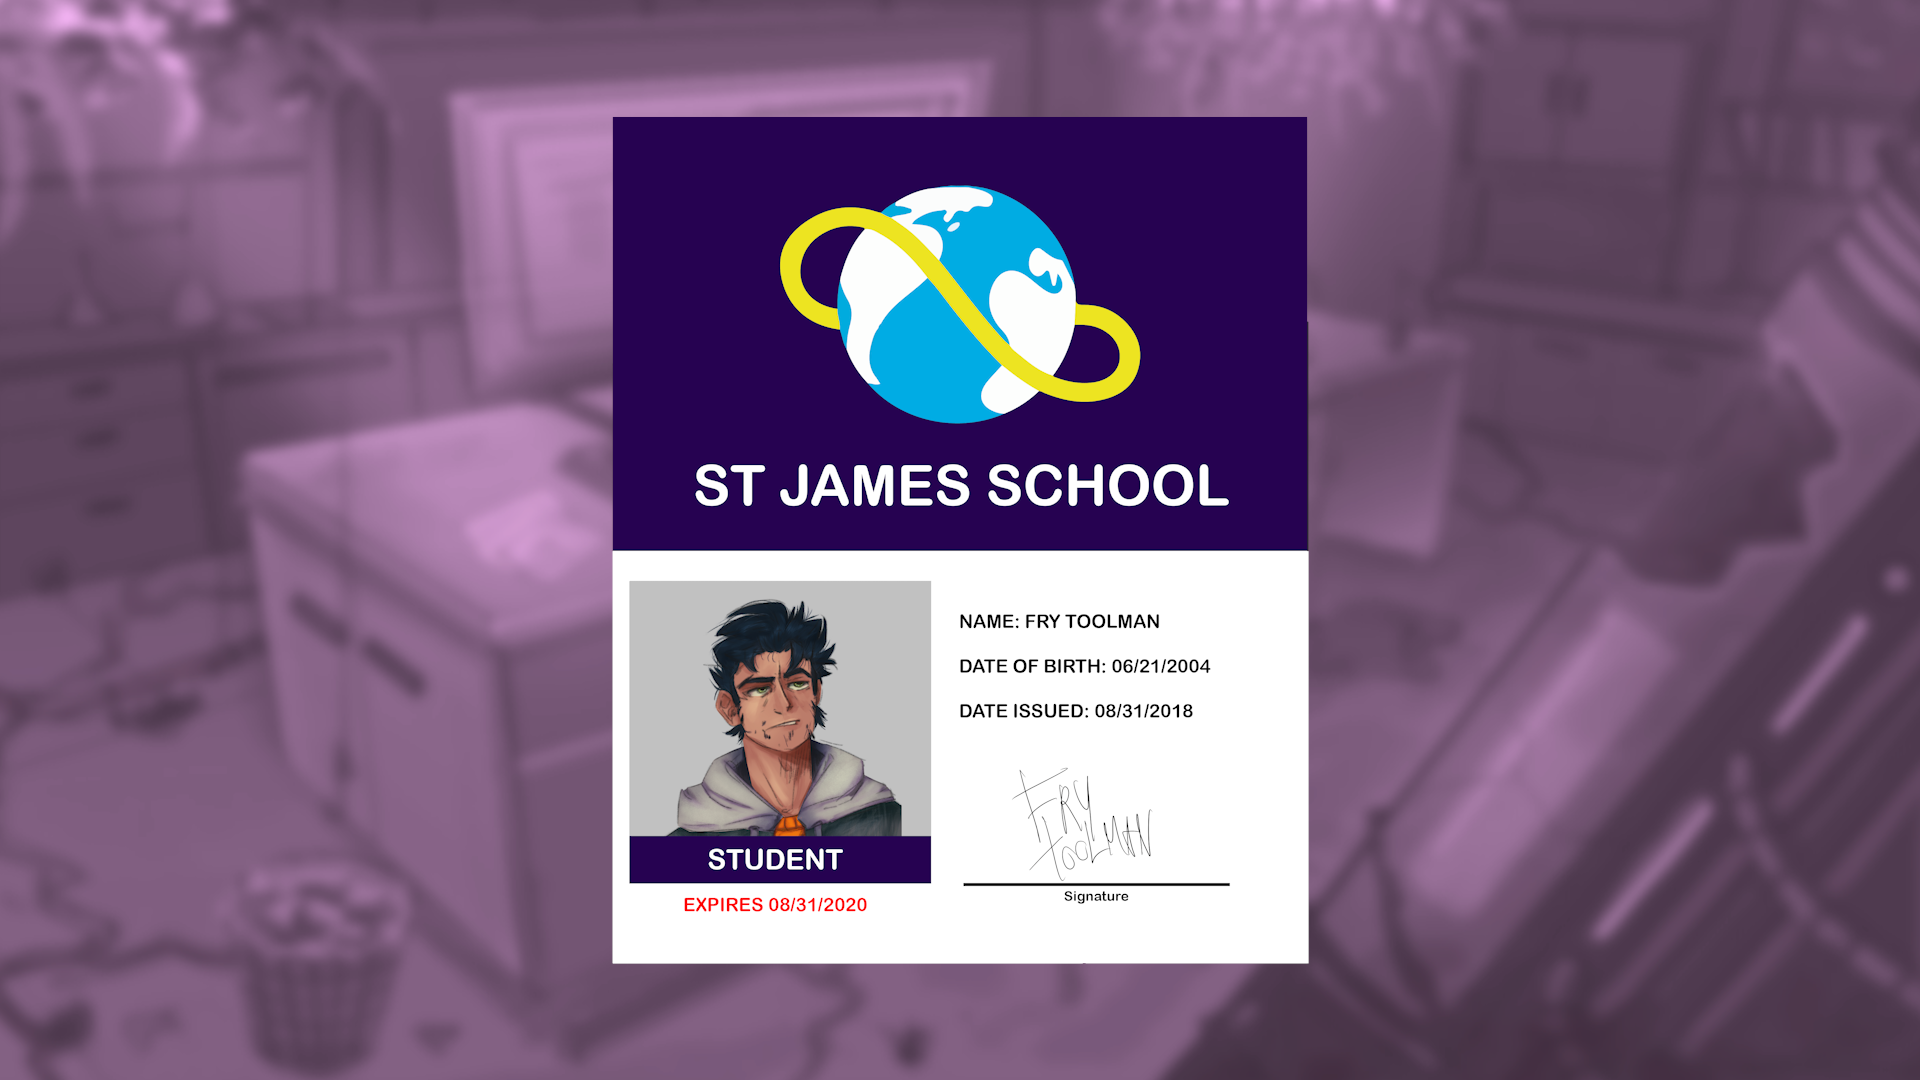 ST JAMES SCHOOL
NAME: FRY TOOLMAN
DATE OF BIRTH: 06/21/2004
DATE ISSUED: 08/31/2018
FRY
TOOLMAN
STUDENT
Signature
EXPIRES 08/31/2020